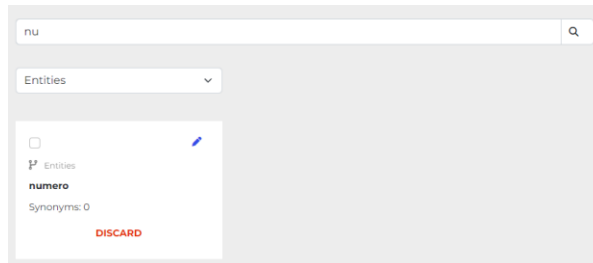 nu
Entities
Entities
numero
Synonyms: 0
DISCARD